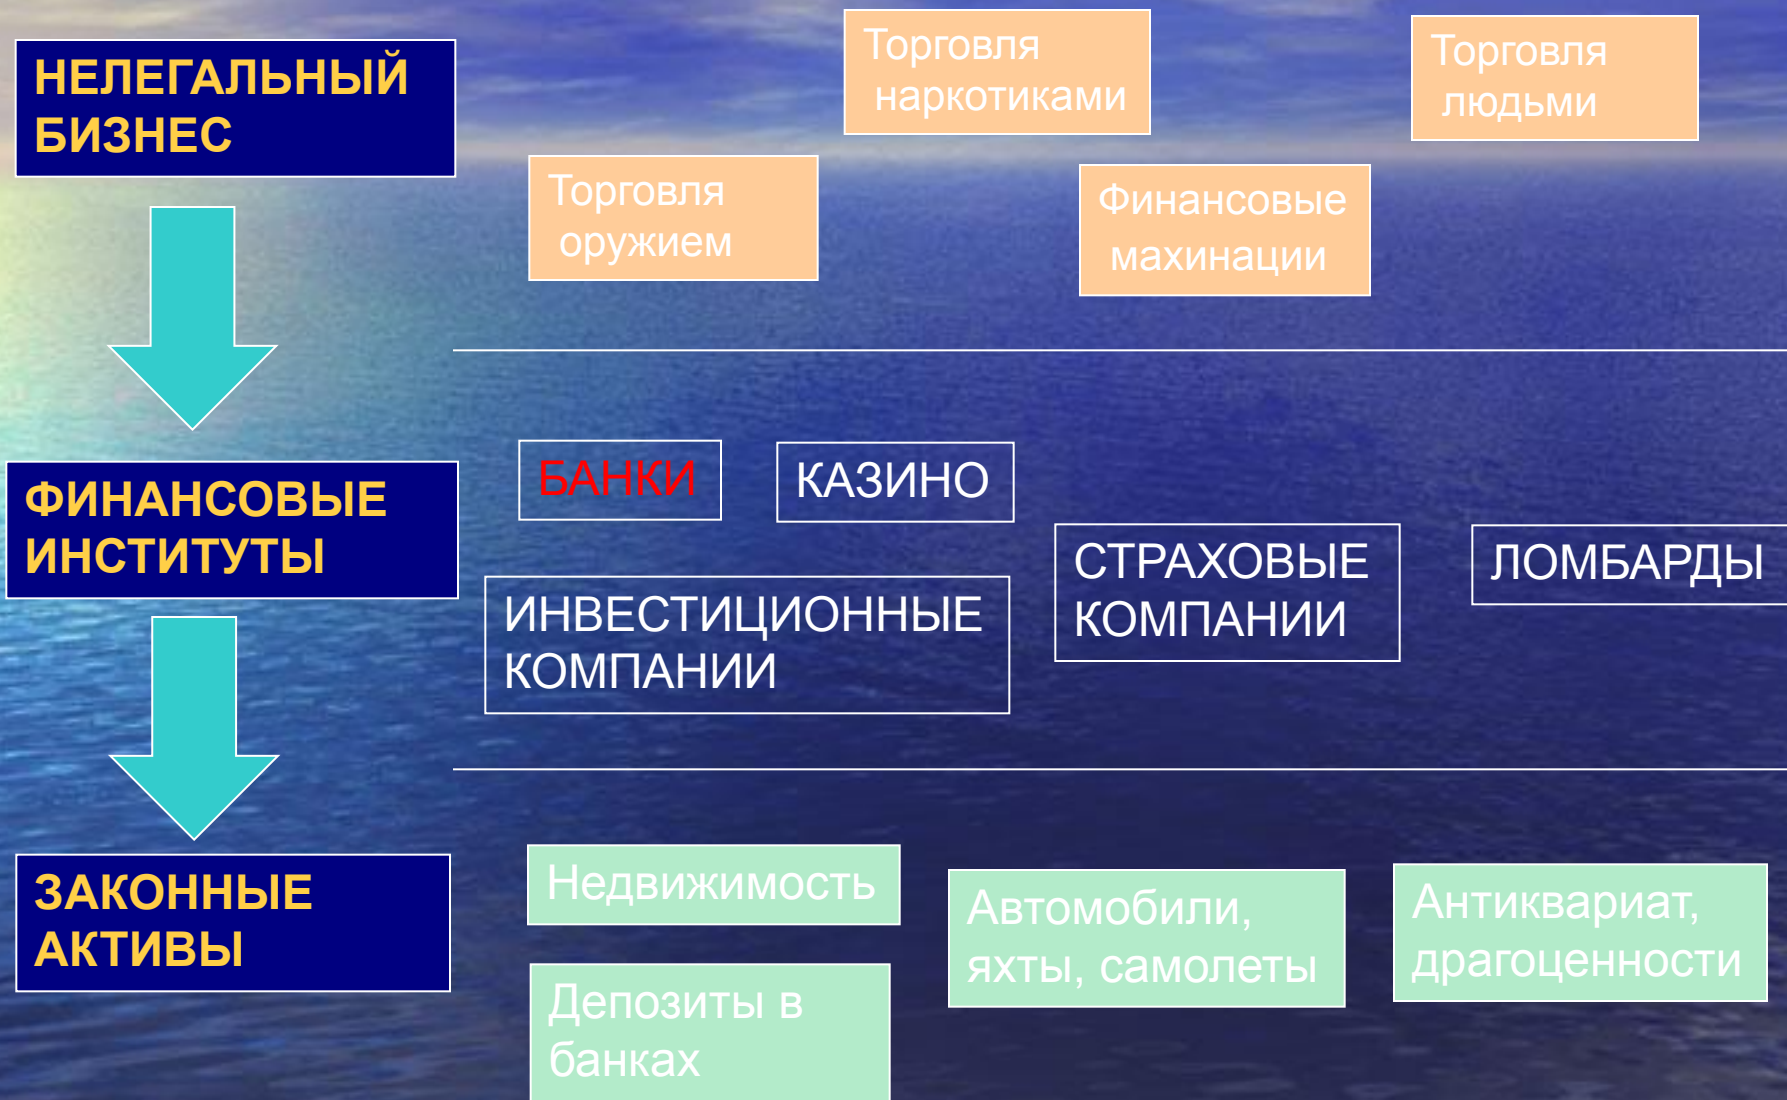 НЕЛЕГАЛЬНЫЙ
БИЗНЕС
Торговля
наркотиками
Торговля
людьми
Торговля
оружием
Финансовые
махинации
ФИНАНСОВЫЕ
ИНСТИТУТЫ
БАНКИ
КАЗИНО
ИНВЕСТИЦИОННЫЕ
КОМПАНИИ
СТРАХОВЫЕ
КОМПАНИИ
ЛОМБАРДЫ
ЗАКОННЫЕ
АКТИВЫ
Недвижимость
Автомобили,
яхты, самолеты
Антиквариат,
драгоценности
Депозиты в
банках